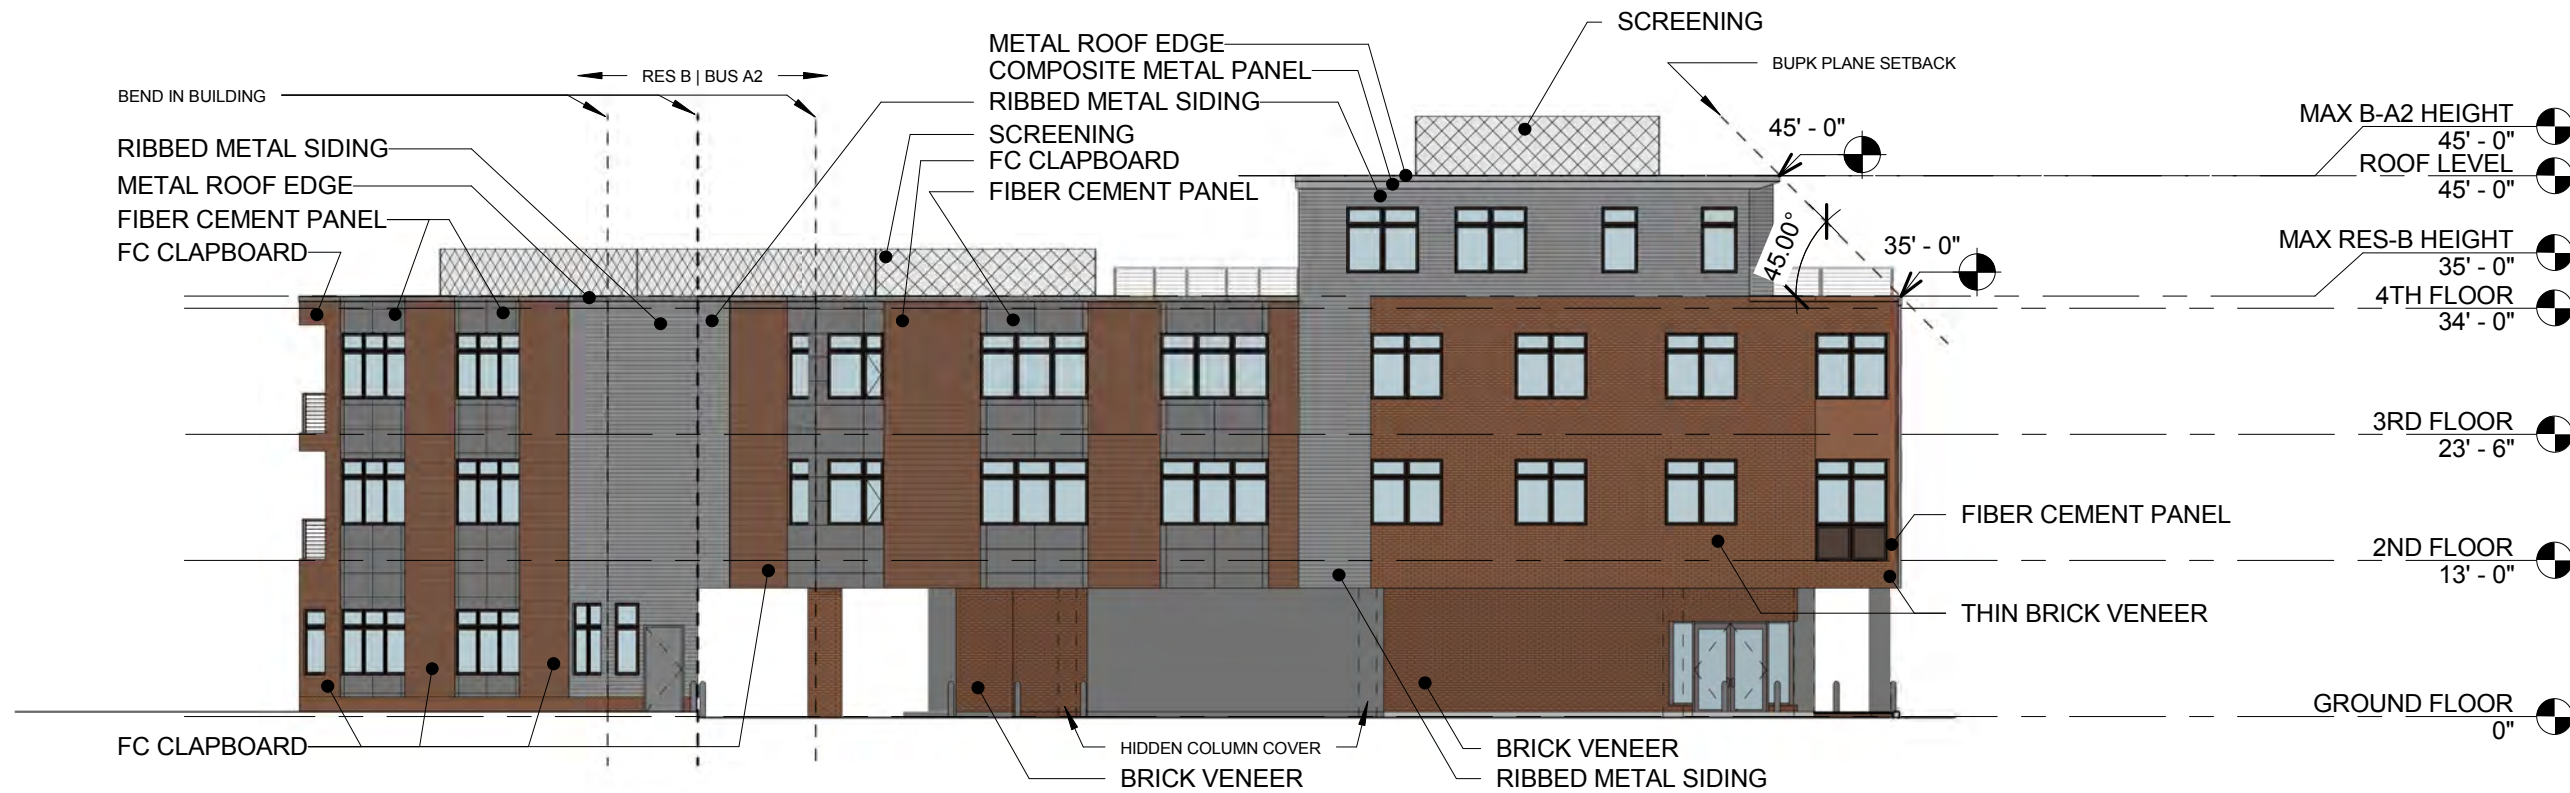 SCREENING
METAL ROOF EDGE
COMPOSITE METAL PANEL
RIBBED METAL SIDING
SCREENING
FC CLAPBOARD
FIBER CEMENT PANEL
RES B | BUS A2
BEND IN BUILDING
RIBBED METAL SIDING
METAL ROOF EDGE
FIBER CEMENT PANEL
FC CLAPBOARD
BUPK PLANE SETBACK
45' - 0"
45.00°
35' - 0"
MAX B-A2 HEIGHT
45' - 0"
ROOF LEVEL
45' - 0"
MAX RES-B HEIGHT
35' - 0"
4TH FLOOR
34' - 0"
3RD FLOOR
23' - 6"
FIBER CEMENT PANEL
2ND FLOOR
13' - 0"
THIN BRICK VENEER
GROUND FLOOR
0"
FC CLAPBOARD
HIDDEN COLUMN COVER
BRICK VENEER
BRICK VENEER
RIBBED METAL SIDING